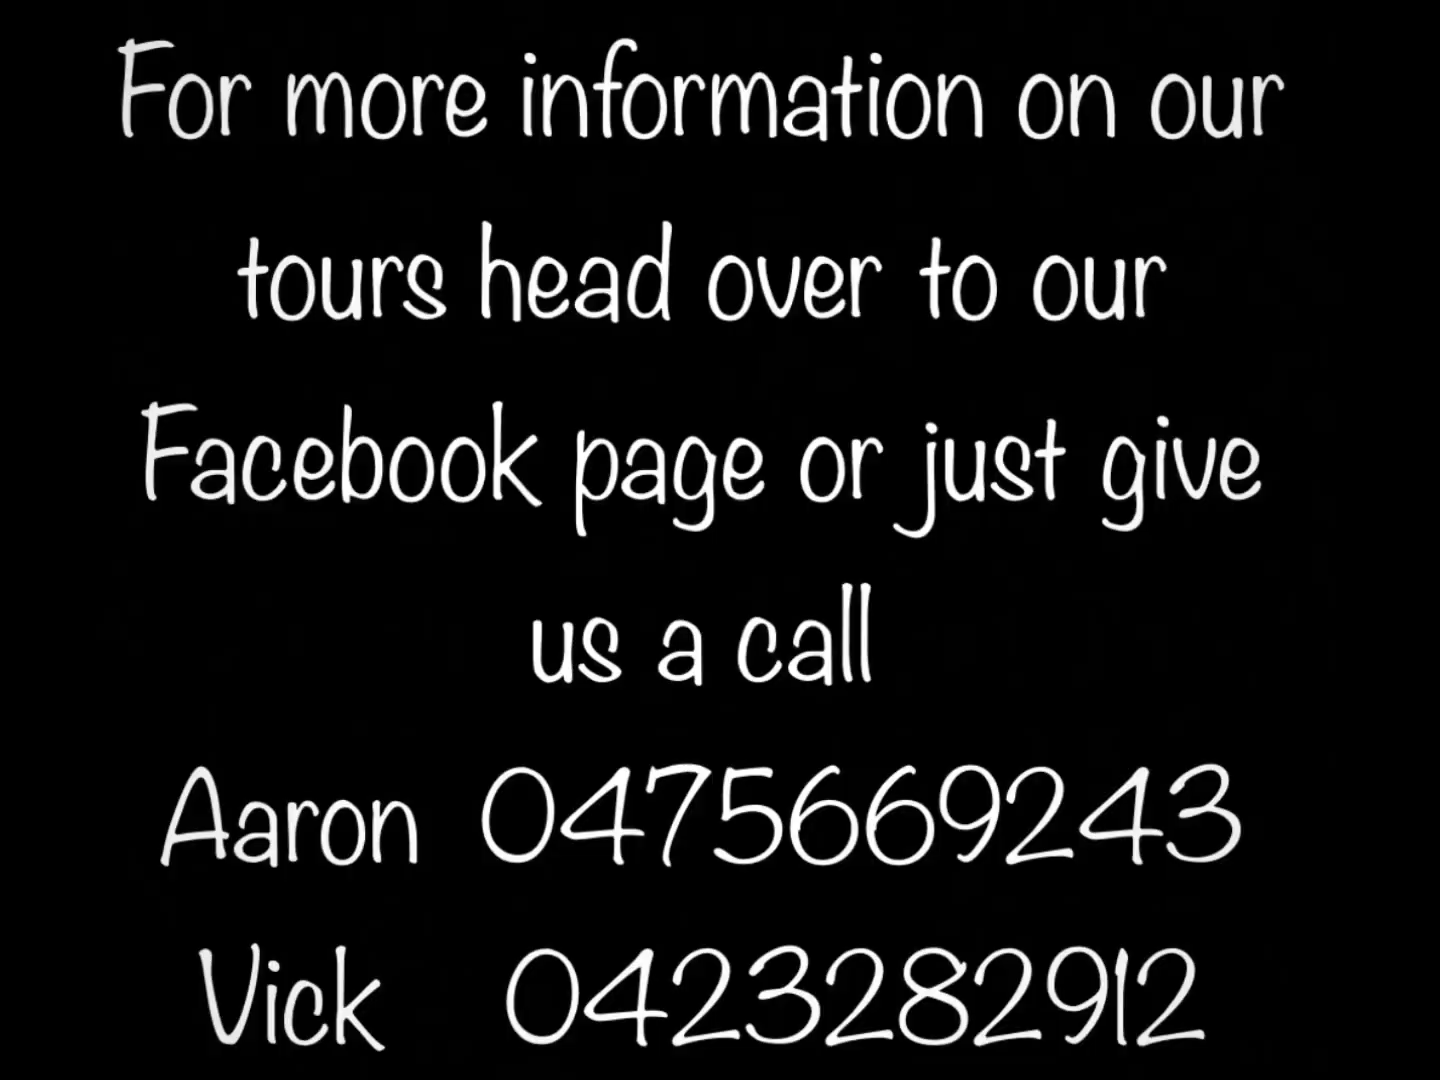 For more information on our
tours head over to our
Facebook page or just give
us a call
Aaron 0475669243
Vick 0423282912